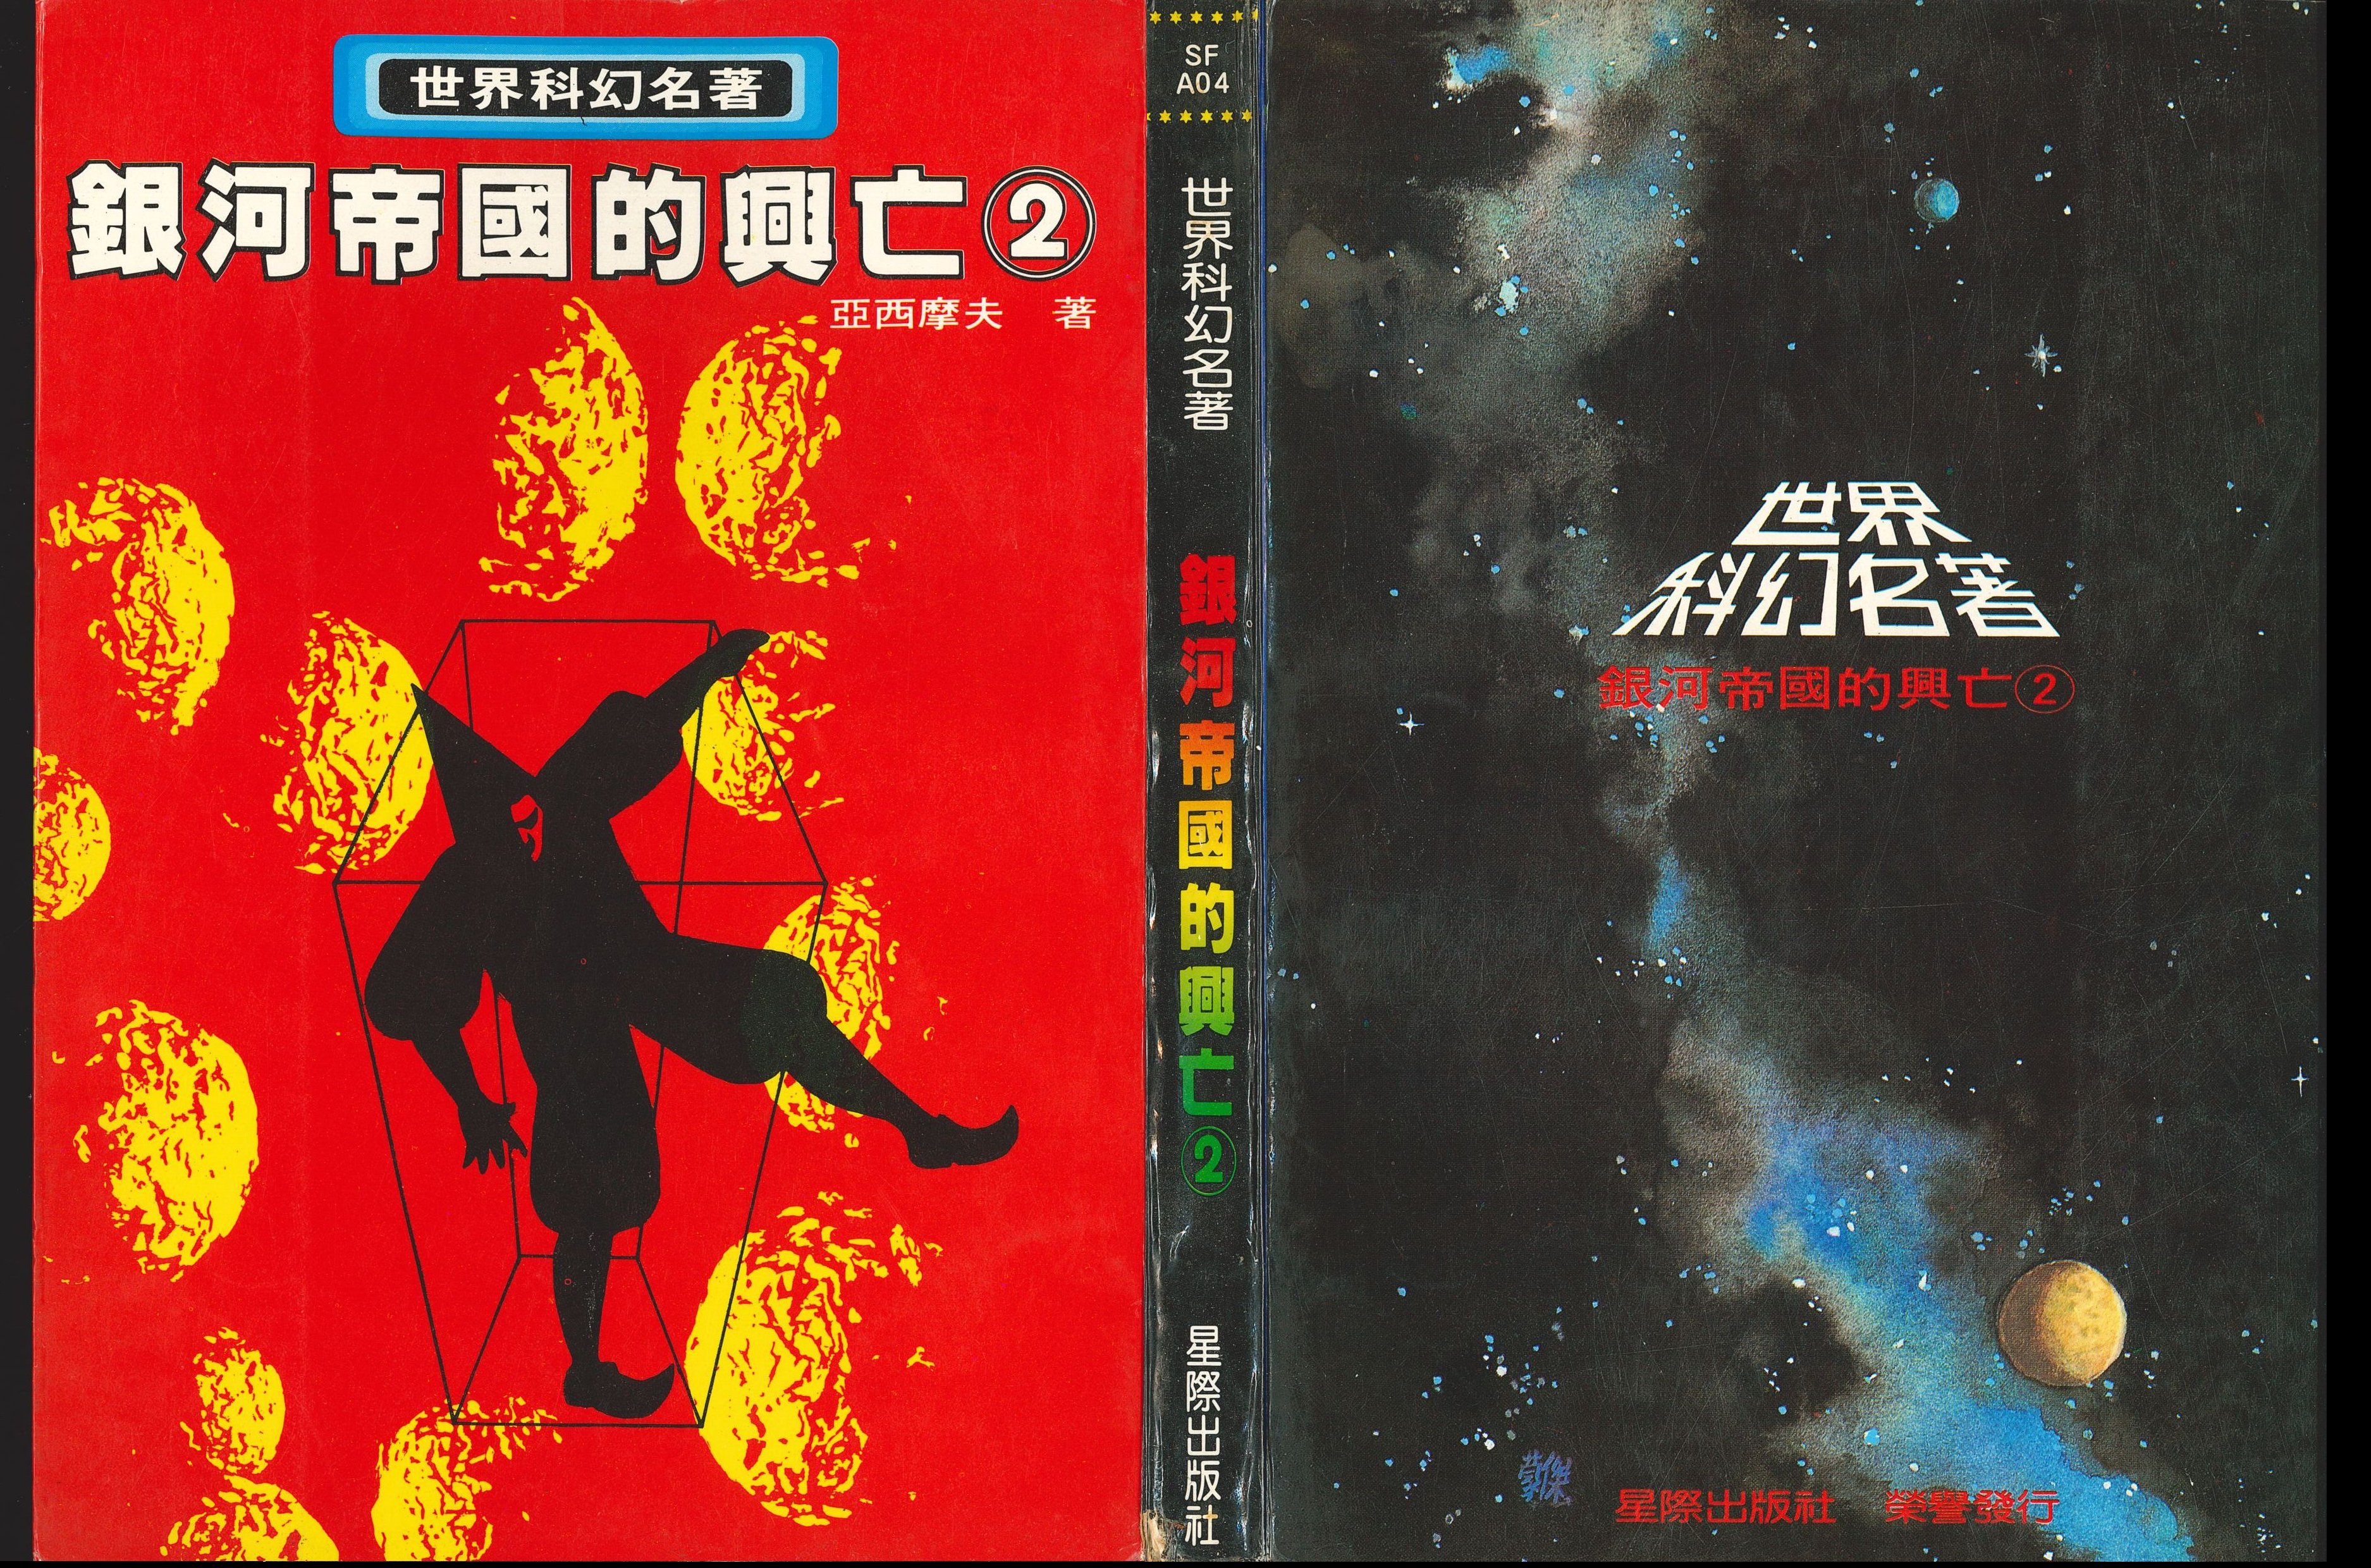 世界科幻名著
銀河帝國的興亡②
亞西摩夫　著
SF
A04
世界科幻名著
銀河帝國的興亡②
星際出版社
世界
科幻名著
銀河帝國的興亡②
星際出版社　榮譽發行